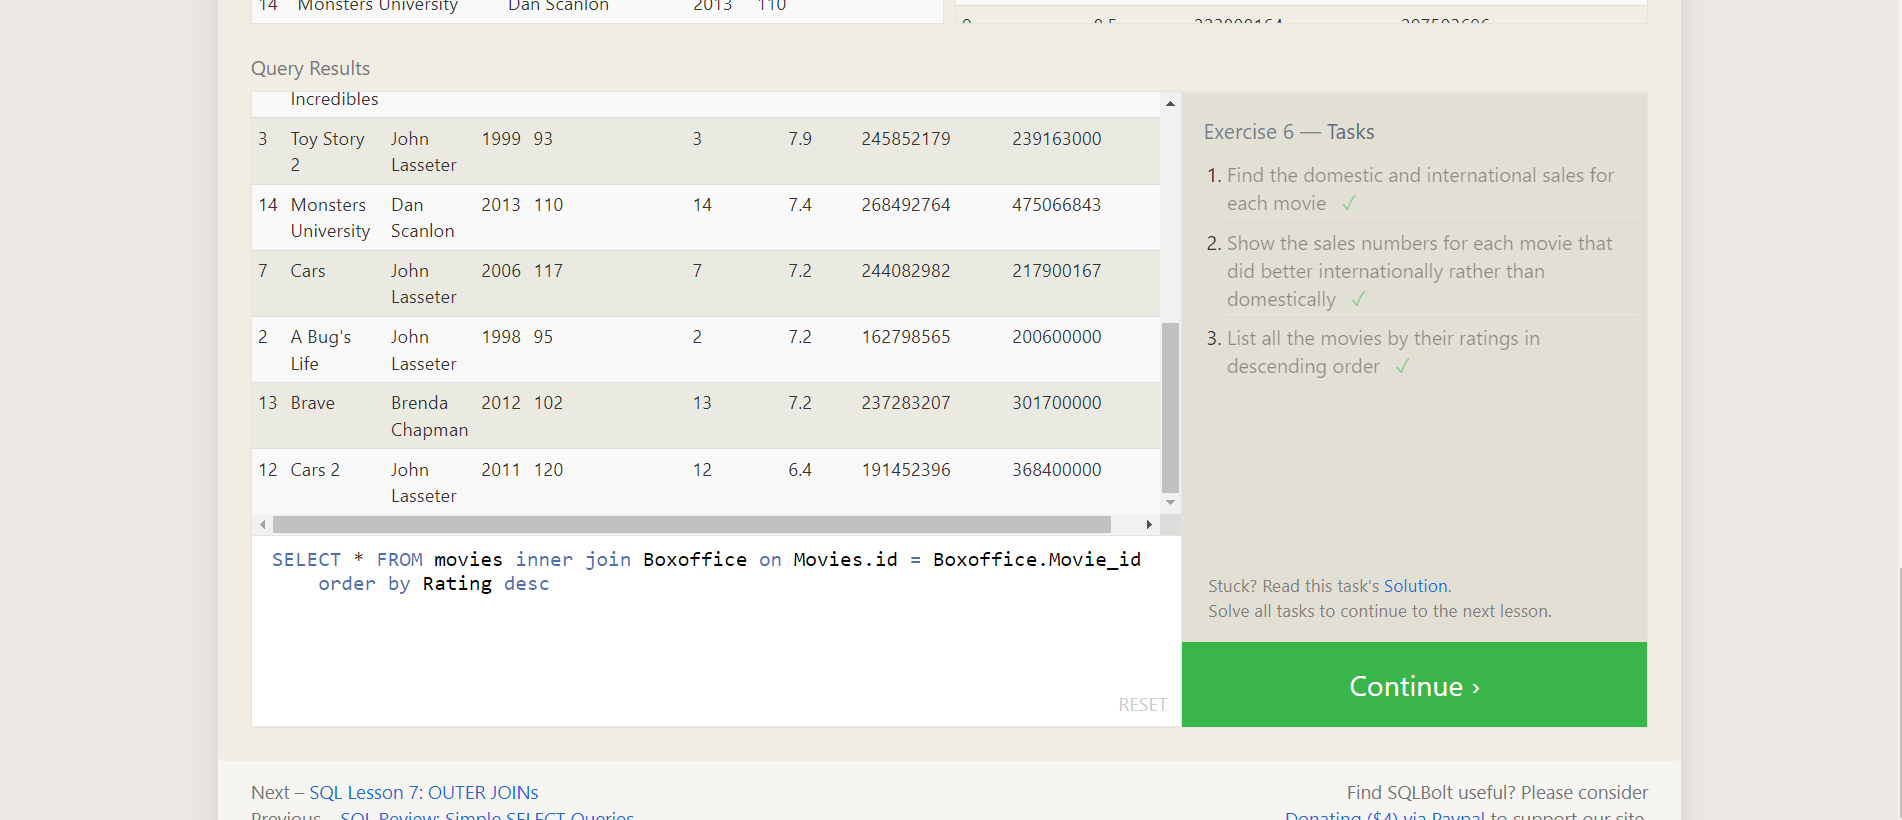 14 Monsters University Dan Scanlon 2013 110
Query Results
Incredibles
3 Toy Story 2 John Lasseter 1999 93 3 7.9 245852179 239163000
14 Monsters University Dan Scanlon 2013 110 14 7.4 268492764 475066843
7 Cars John Lasseter 2006 117 7 7.2 244082982 217900167
2 A Bug's Life John Lasseter 1998 95 2 7.2 162798565 200600000
13 Brave Brenda Chapman 2012 102 13 7.2 237283207 301700000
12 Cars 2 John Lasseter 2011 120 12 6.4 191452396 368400000
SELECT * FROM movies inner join Boxoffice on Movies.id = Boxoffice.Movie_id
order by Rating desc
RESET
Exercise 6 — Tasks
1. Find the domestic and international sales for
each movie ✓
2. Show the sales numbers for each movie that
did better internationally rather than
domestically ✓
3. List all the movies by their ratings in
descending order ✓
Stuck? Read this task's Solution.
Solve all tasks to continue to the next lesson.
Continue ›
Next – SQL Lesson 7: OUTER JOINs
Previous – SQL Review: Simple SELECT Queries
Find SQLBolt useful? Please consider
Donating ($4) via Paypal to support our site.